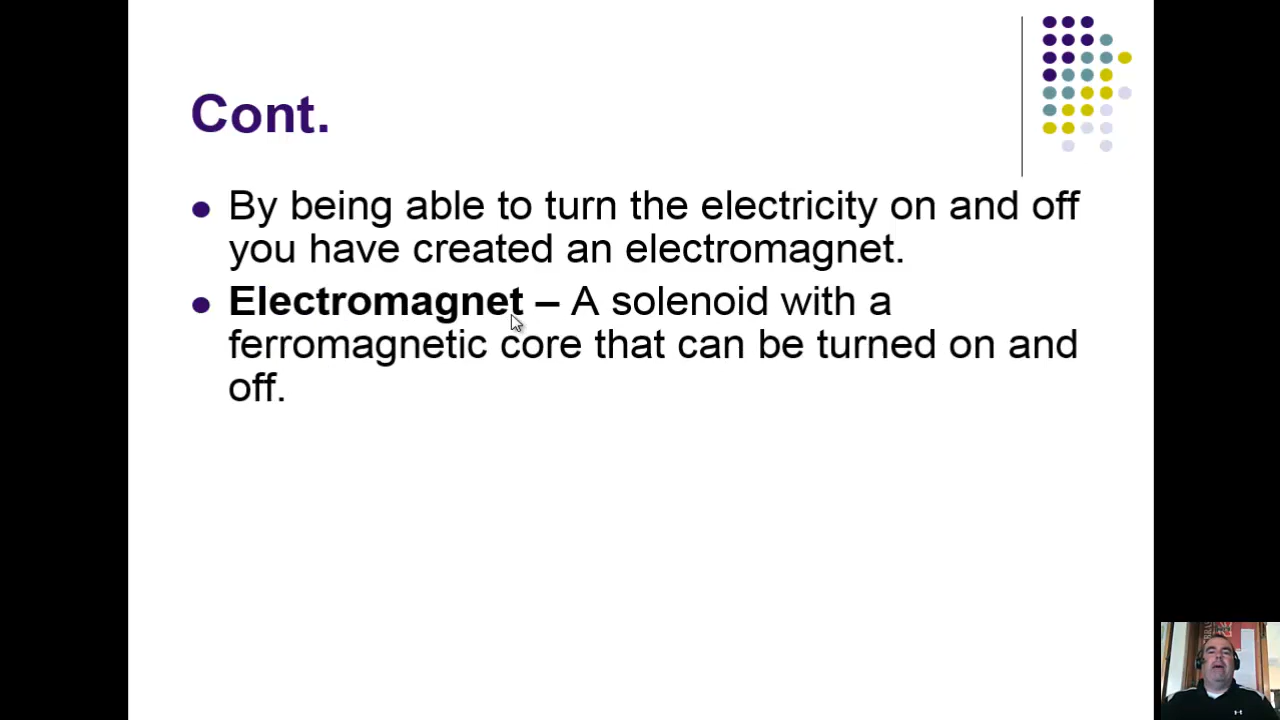 Cont.
By being able to turn the electricity on and off
you have created an electromagnet.
Electromagnet – A solenoid with a
ferromagnetic core that can be turned on and
off.